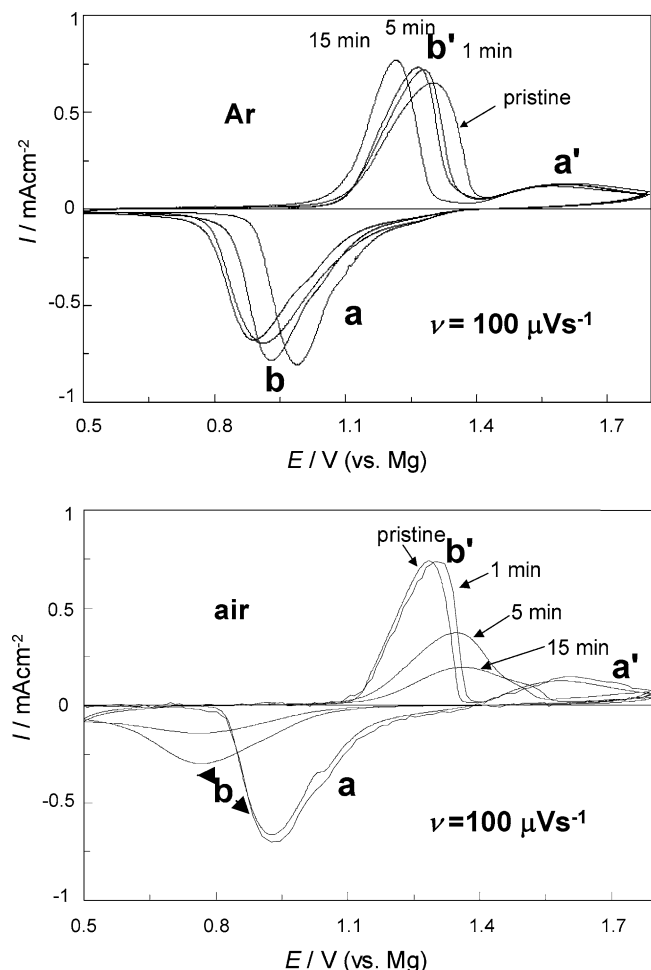 1
5 min
15 min
b'
1 min
0.5
pristine
Ar
a'
I / mAcm-2
0
-0.5
a
ν = 100 μVs-1
b
-1
0.5
0.8
1.1
1.4
1.7
E / V (vs. Mg)
1
pristine
b'
1 min
air
0.5
5 min
15 min
a'
I / mAcm-2
0
b
a
-0.5
ν =100 μVs-1
-1
0.5
0.8
1.1
1.4
1.7
E / V (vs. Mg)